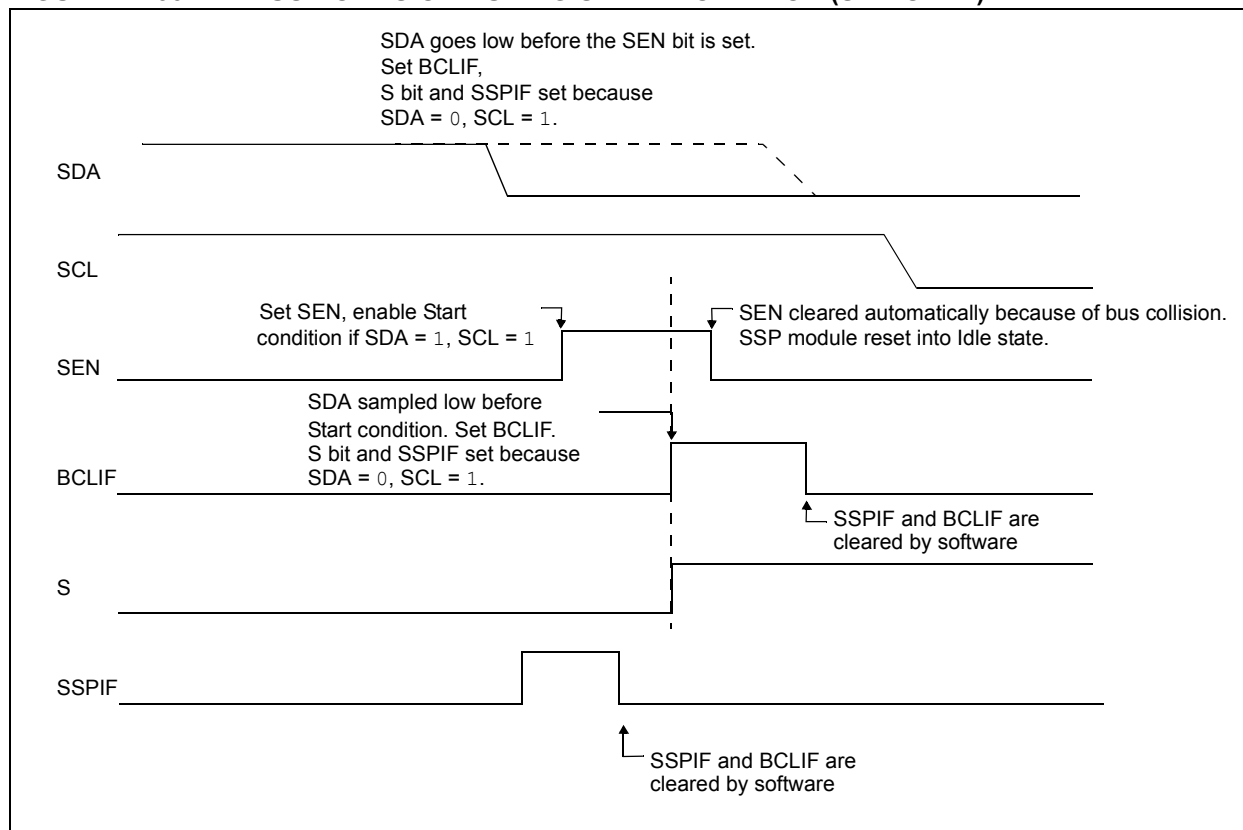 SDA goes low before the SEN bit is set.
Set BCLIF,
S bit and SSPIF set because
SDA = 0, SCL = 1.
SDA
SCL
Set SEN, enable Start
condition if SDA = 1, SCL = 1
SEN cleared automatically because of bus collision.
SSP module reset into Idle state.
SEN
SDA sampled low before
Start condition. Set BCLIF.
S bit and SSPIF set because
SDA = 0, SCL = 1.
BCLIF
SSPIF and BCLIF are
cleared by software
S
SSPIF
SSPIF and BCLIF are
cleared by software